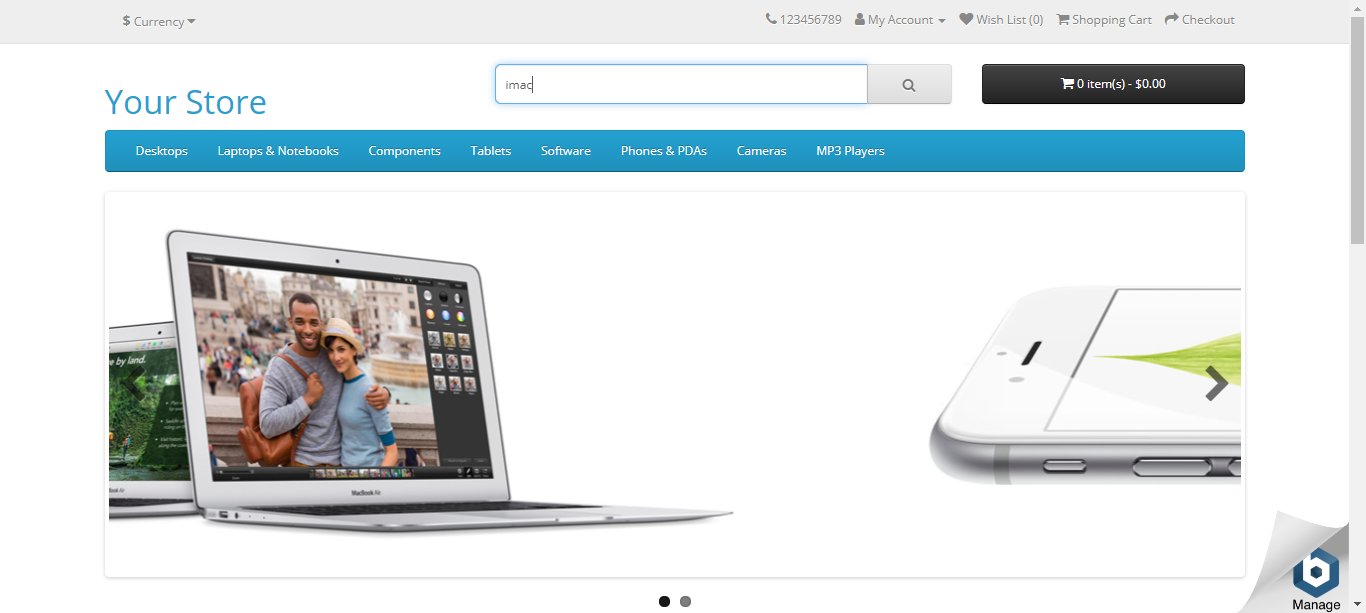 $ Currency
123456789 My Account Wish List (0) Shopping Cart Checkout
Your Store
imac
0 item(s) - $0.00
Desktops Laptops & Notebooks Components Tablets Software Phones & PDAs Cameras MP3 Players
e by land.
MacBook Air
Manage